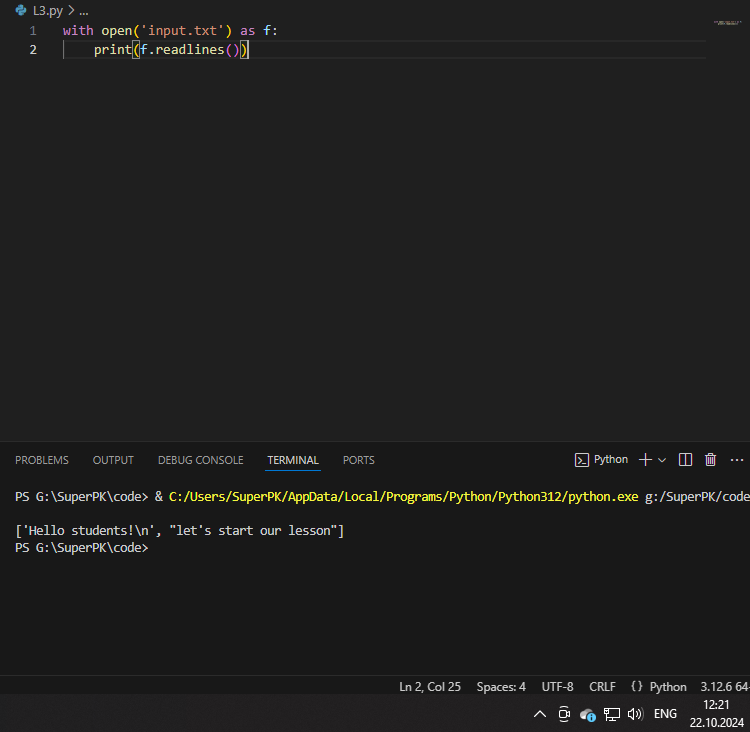 L3.py > ...
1 with open('input.txt') as f:
2 print(f.readlines())
PROBLEMS OUTPUT DEBUG CONSOLE TERMINAL PORTS Python
PS G:\SuperPK\code> & C:/Users/SuperPK/AppData/Local/Programs/Python/Python312/python.exe g:/SuperPK/code
['Hello students!\n', "let's start our lesson"]
PS G:\SuperPK\code>
Ln 2, Col 25 Spaces: 4 UTF-8 CRLF {} Python 3.12.6 64-
ENG 12:21
22.10.2024